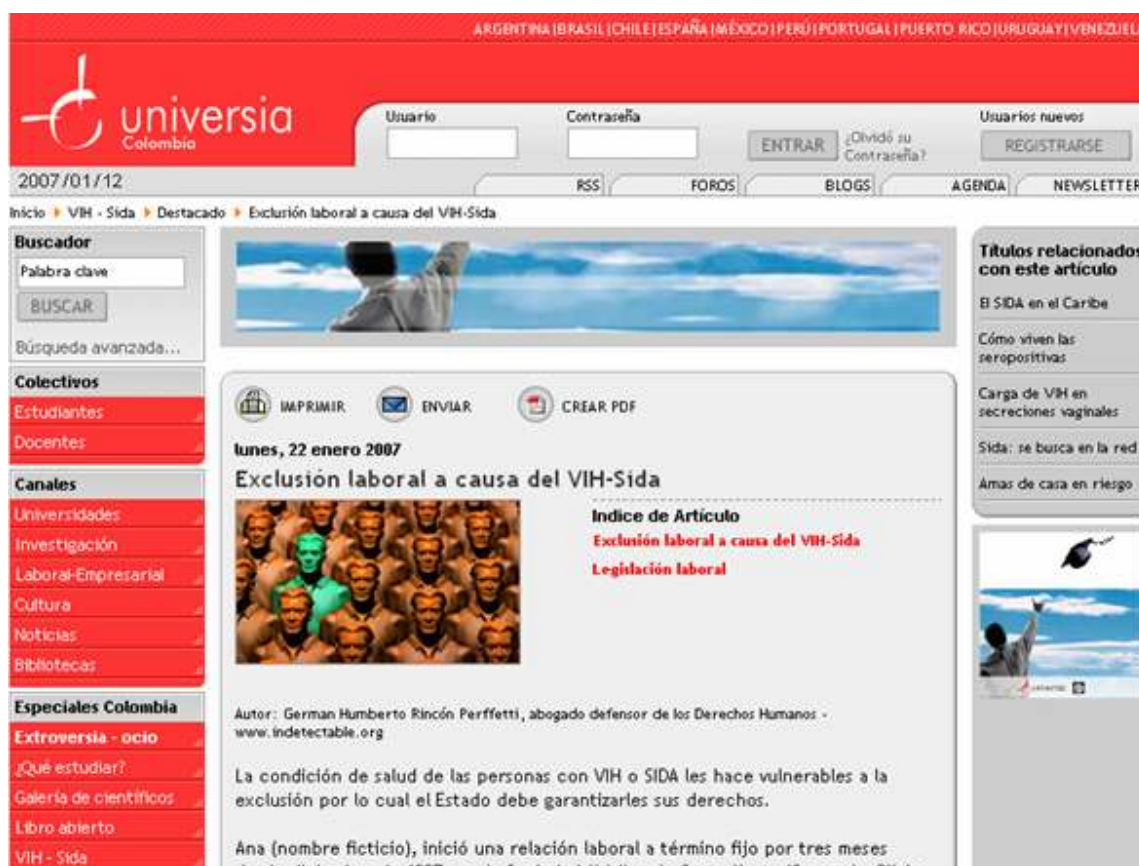 ARGENTINA|BRASIL|CHILE|ESPAÑA|MÉXICO|PERÚ|PORTUGAL|PUERTO RICO|URUGUAY|VENEZUELA
universia
Colombia
Usuario
Contraseña
ENTRAR
¿Olvidó su
Contraseña?
Usuarios nuevos
REGISTRARSE
2007/01/12
RSS
FOROS
BLOGS
AGENDA
NEWSLETTER
Inicio VIH - Sida Destacado Exclusión laboral a causa del VIH-Sida
Buscador
Palabra clave
BUSCAR
Búsqueda avanzada...
Colectivos
Estudiantes
Docentes
Canales
Universidades
Investigación
Laboral-Empresarial
Cultura
Noticias
Bibliotecas
Especiales Colombia
Extroversia - ocio
¿Qué estudiar?
Galería de científicos
Libro abierto
VIH - Sida
IMPRIMIR
ENVIAR
CREAR PDF
lunes, 22 enero 2007
Exclusión laboral a causa del VIH-Sida
Indice de Artículo
Exclusión laboral a causa del VIH-Sida
Legislación laboral
Autor: German Humberto Rincón Perffetti, abogado defensor de los Derechos Humanos -
www.indetectable.org
La condición de salud de las personas con VIH o SIDA les hace vulnerables a la
exclusión por lo cual el Estado debe garantizarles sus derechos.
Ana (nombre ficticio), inició una relación laboral a término fijo por tres meses
Títulos relacionados
con este artículo
El SIDA en el Caribe
Cómo viven las
seropositivas
Carga de VIH en
secreciones vaginales
Sida: se busca en la red
Amas de casa en riesgo